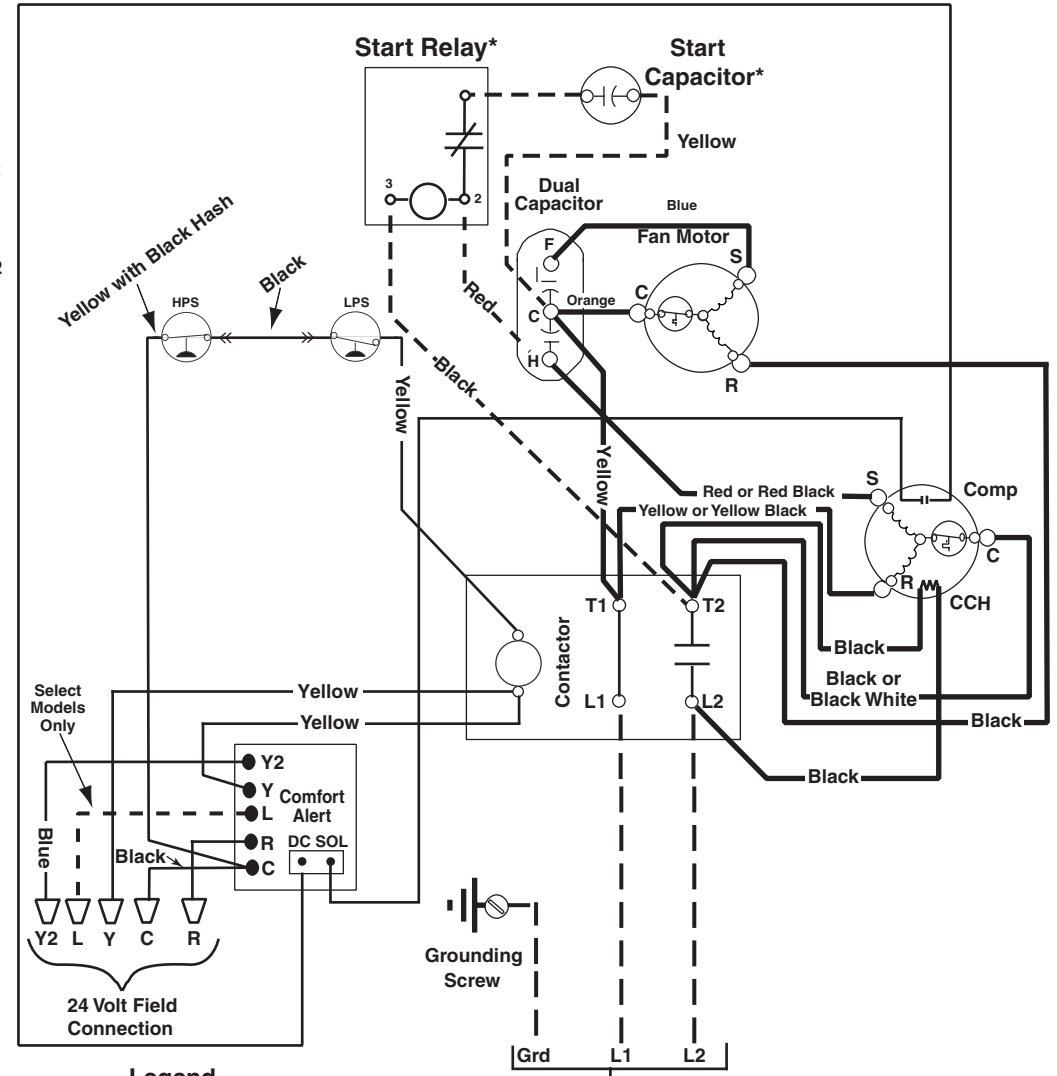 Start Relay*
Start
Capacitor*
Yellow
3
2
Dual
Capacitor
Blue
Fan Motor
F
S
Yellow with Black Hash
Black
HPS
LPS
Red
Orange
C
C
H
R
Black
Yellow
Yellow
Red or Red Black
Yellow or Yellow Black
S
Comp
C
R
CCH
T1
T2
Contactor
Black
Black or
Black White
L1
L2
Black
Black
Select
Models
Only
Yellow
Yellow
Y2
Y
L
Comfort
Alert
R
DC SOL
C
Blue
Black
Y2 L Y C R
24 Volt Field
Connection
Grounding
Screw
Grd L1 L2
Legend
2